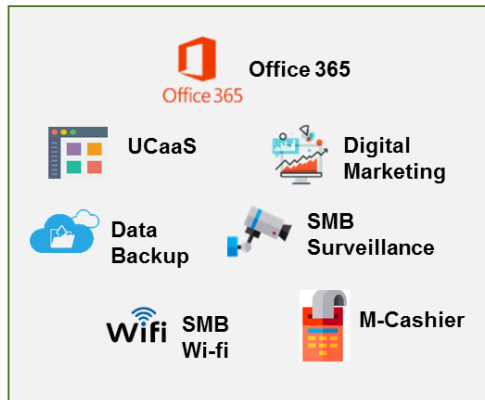 Office 365
Office 365
UCaaS
Digital
Marketing
Data
Backup
SMB
Surveillance
Wifi
SMB
Wi-fi
M-Cashier